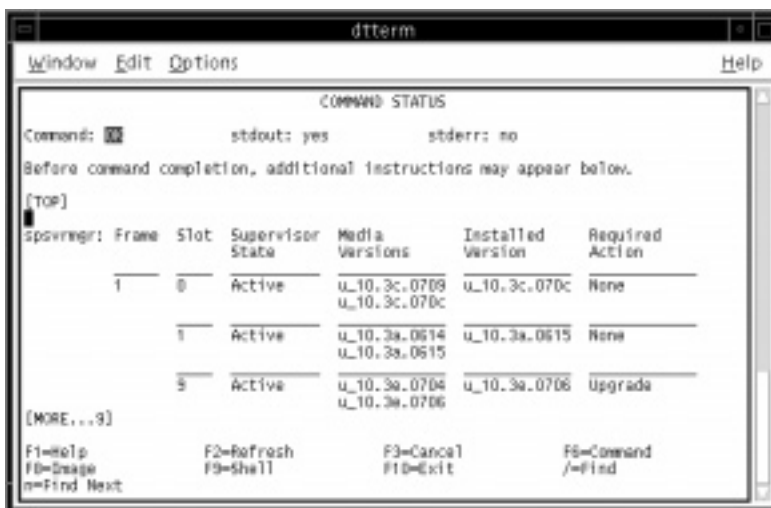 dtterm
Window Edit Options Help
COMMAND STATUS
Command: OK stdout: yes stderr: no
Before command completion, additional instructions may appear below.
[TOP]
spsvrmgr: Frame Slot Supervisor Media Installed Required
State Versions Version Action
1 0 Active u_10.3c.0709 u_10.3c.070c None
u_10.3c.070c
1 Active u_10.3a.0614 u_10.3a.0615 None
u_10.3a.0615
9 Active u_10.3e.0704 u_10.3e.0706 Upgrade
u_10.3e.0706
[MORE...9]
F1=Help F2=Refresh F3=Cancel F6=Command
F8=Image F9=Shell F10=Exit /=Find
n=Find Next